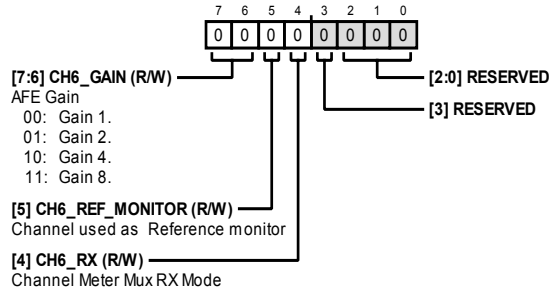 7 6 5 4 3 2 1 0
0 0 0 0 0 0 0 0
[7:6] CH6_GAIN (R/W)
AFE Gain
00: Gain 1.
01: Gain 2.
10: Gain 4.
11: Gain 8.
[5] CH6_REF_MONITOR (R/W)
Channel used as Reference monitor
[4] CH6_RX (R/W)
Channel Meter Mux RX Mode
[2:0] RESERVED
[3] RESERVED